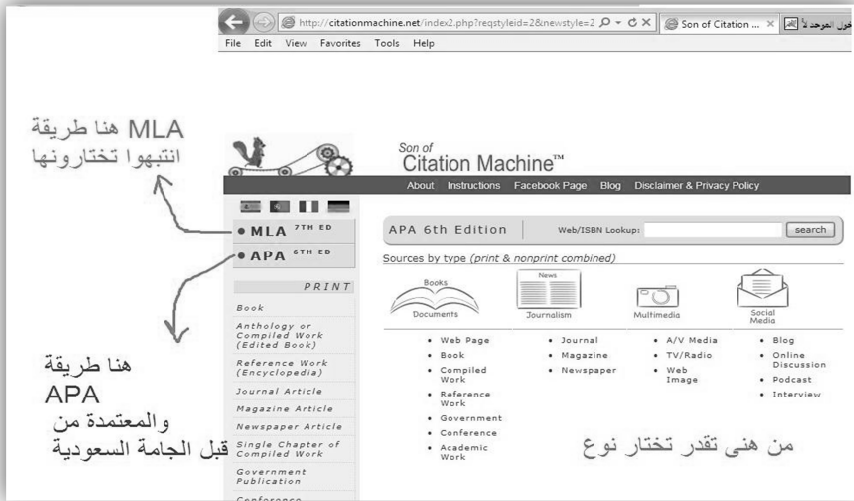 http://citationmachine.net/index2.php?reqstyleid=2&newstyle=2
Son of Citation ...
File Edit View Favorites Tools Help
MLA هنا طريقة
انتبهوا تختارونها
Son of
Citation Machine™
About Instructions Facebook Page Blog Disclaimer & Privacy Policy
MLA 7TH ED
APA 6TH ED
APA 6th Edition
Web/ISBN Lookup:
search
Sources by type (print & nonprint combined)
PRINT
Book
Anthology or
Compiled Work
(Edited Book)
Reference Work
(Encyclopedia)
Journal Article
Magazine Article
Newspaper Article
Single Chapter of
Compiled Work
Government
Publication
Conference
Books
Documents
• Web Page
• Book
• Compiled
Work
• Reference
Work
• Government
• Conference
• Academic
Work
News
Journalism
• Journal
• Magazine
• Newspaper
Multimedia
• A/V Media
• TV/Radio
• Web
Image
Social
Media
• Blog
• Online
Discussion
• Podcast
• Interview
هنا طريقة
APA
والمعتمدة من
قبل الجامة السعودية
من هنى تقدر تختار نوع